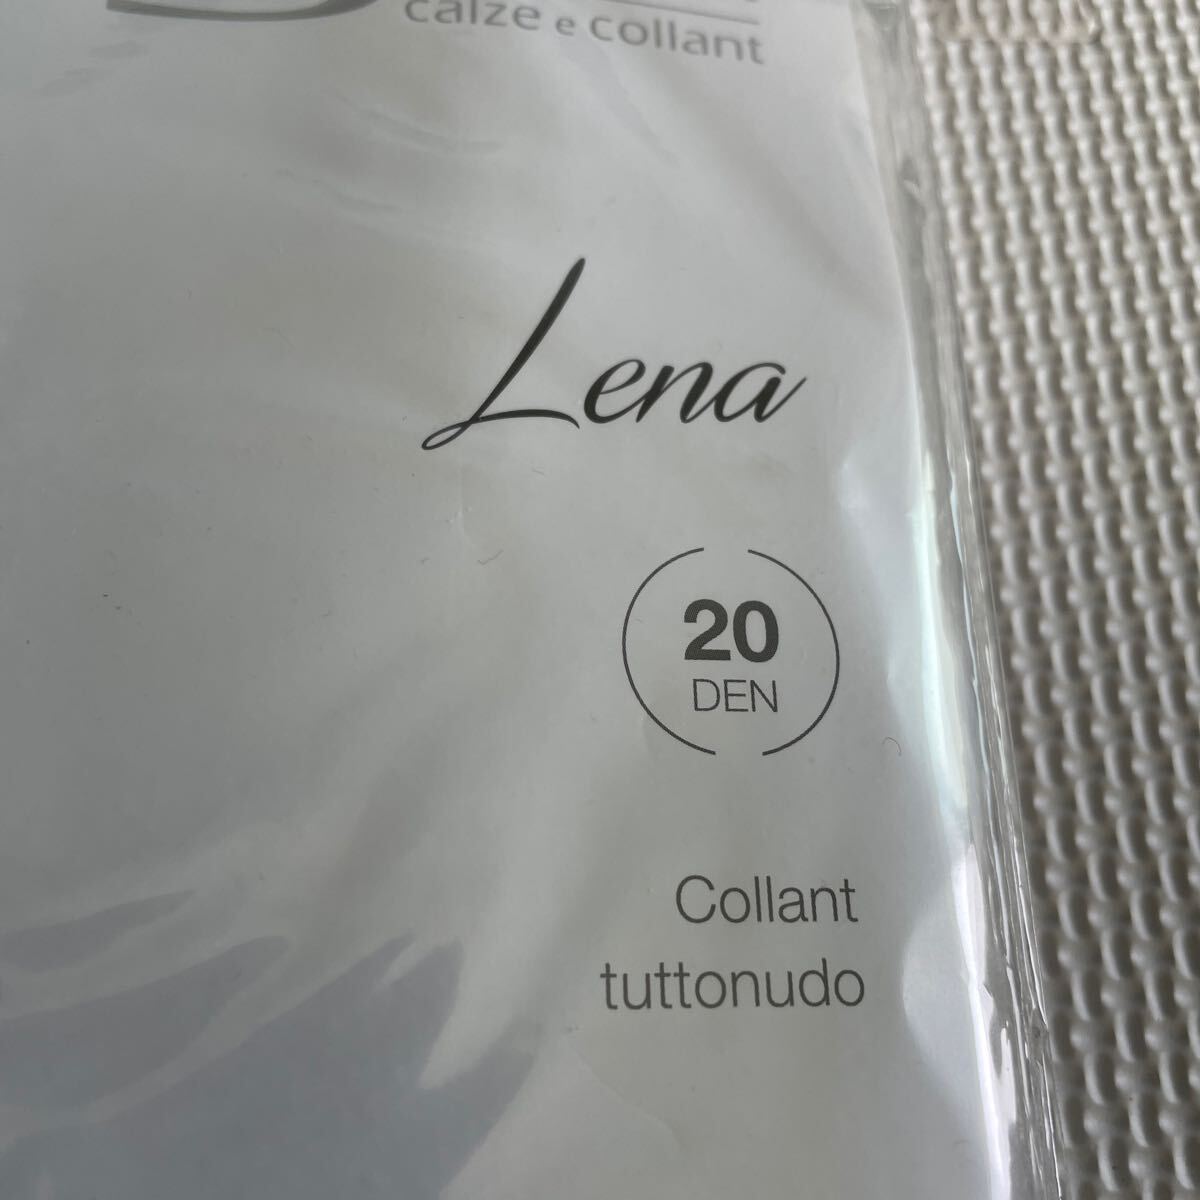 calze e collant
Lena
20
DEN
Collant
tuttonudo